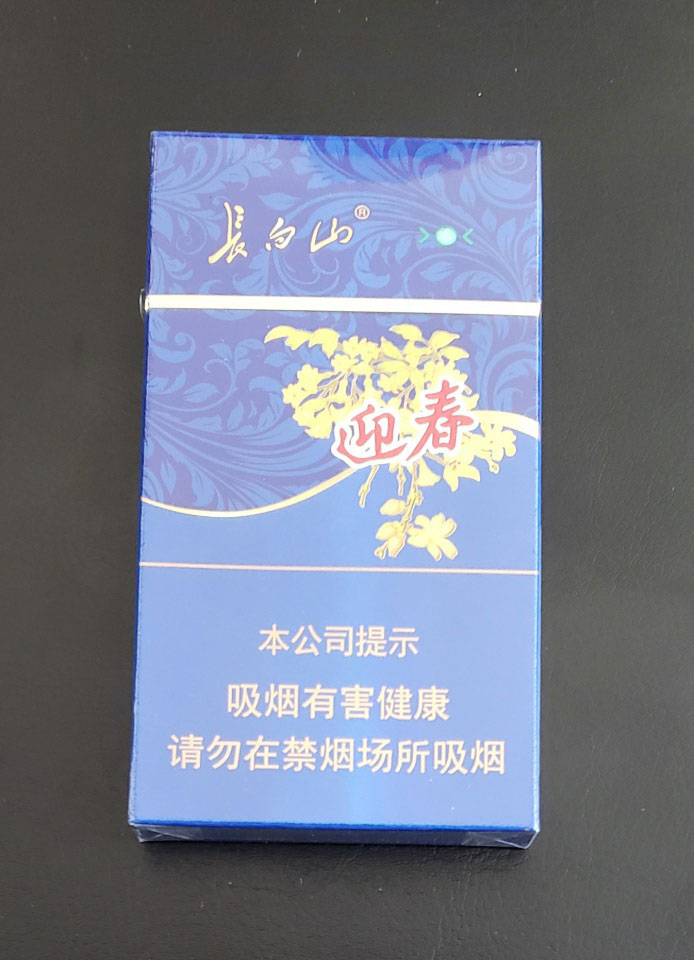 長白山®
迎春
本公司提示
吸烟有害健康
请勿在禁烟场所吸烟